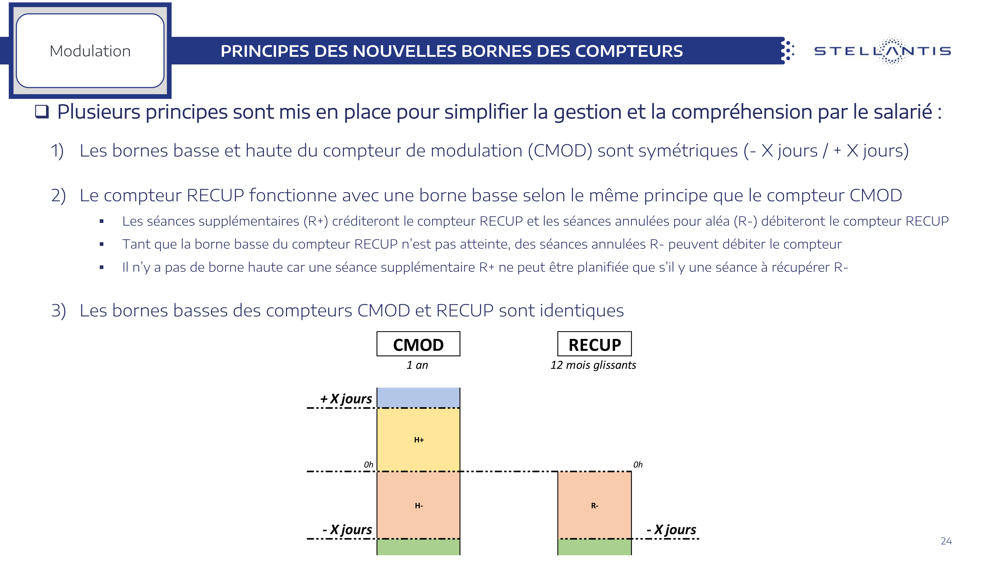 Modulation
PRINCIPES DES NOUVELLES BORNES DES COMPTEURS
STELLANTIS
Plusieurs principes sont mis en place pour simplifier la gestion et la compréhension par le salarié :
1) Les bornes basse et haute du compteur de modulation (CMOD) sont symétriques (- X jours / + X jours)
2) Le compteur RECUP fonctionne avec une borne basse selon le même principe que le compteur CMOD
▪ Les séances supplémentaires (R+) créditeront le compteur RECUP et les séances annulées pour aléa (R-) débiteront le compteur RECUP
▪ Tant que la borne basse du compteur RECUP n’est pas atteinte, des séances annulées R- peuvent débiter le compteur
▪ Il n’y a pas de borne haute car une séance supplémentaire R+ ne peut être planifiée que s’il y une séance à récupérer R-
3) Les bornes basses des compteurs CMOD et RECUP sont identiques
CMOD RECUP
1 an 12 mois glissants
+ X jours
H+
0h 0h
H- R-
- X jours - X jours
24